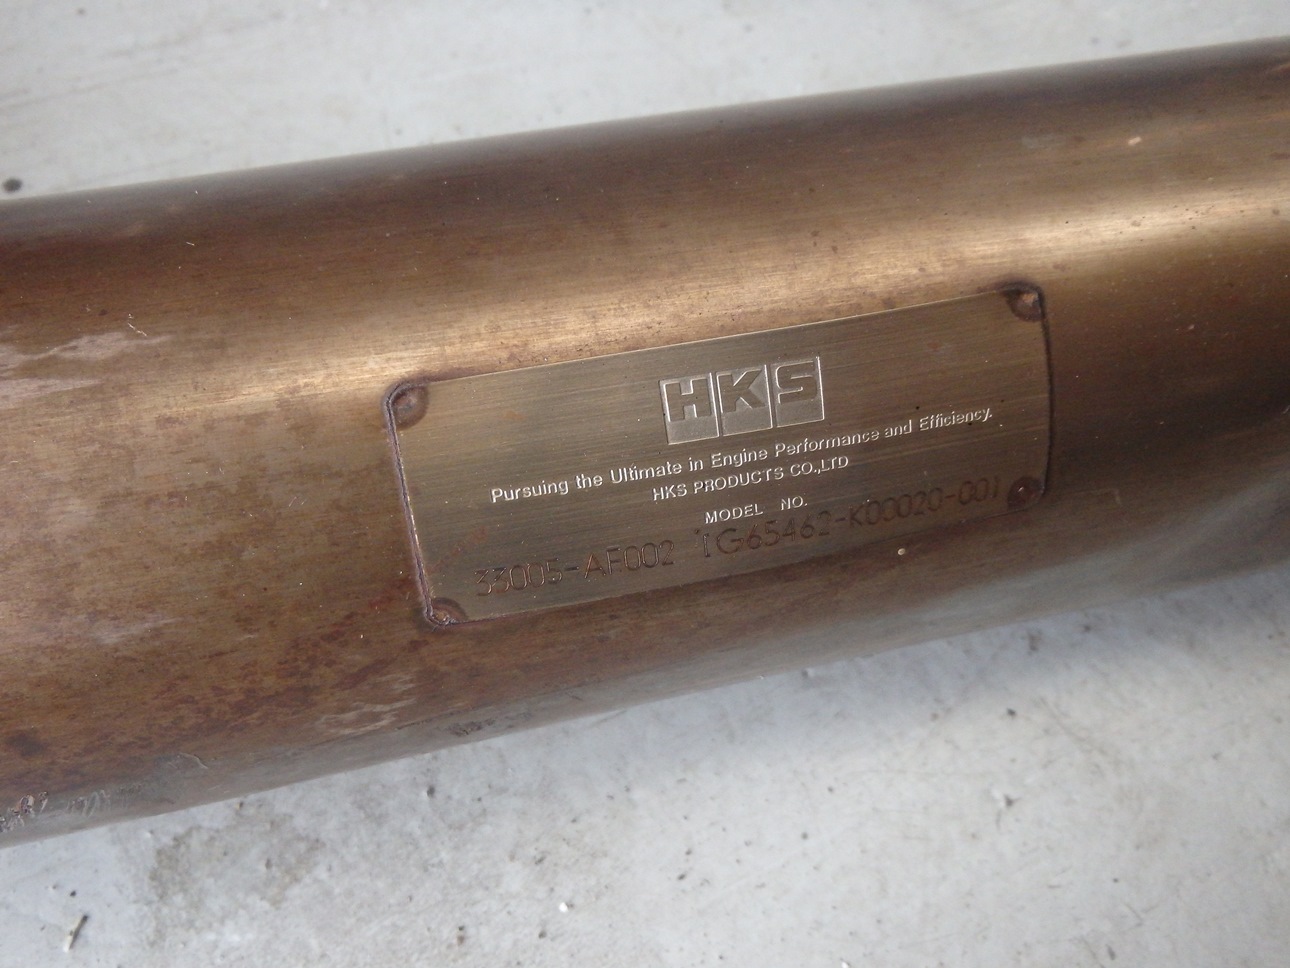 HKS
Pursuing the Ultimate in Engine Performance and Efficiency.
HKS PRODUCTS CO.,LTD
MODEL NO.
33005-AF002 TG65462-K00020-001